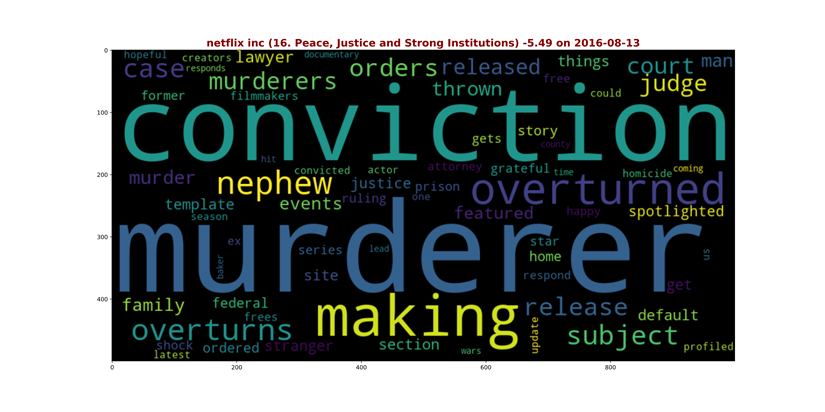 netflix inc (16. Peace, Justice and Strong Institutions) -5.49 on 2016-08-13
hopeful creators lawyer documentary
case responds orders released things court man
murderers free judge
former filmmakers thrown could
conviction
gets story county
hit convicted actor attorney grateful time homicide coming
murder nephew justice prison overturned
template events ruling one featured happy spotlighted
season
murderer
ex series lead star us
baker site home respond get
family federal making release default
frees
overturns subject
shock ordered stranger section wars update profiled
latest
0
100
200
300
400
0 200 400 600 800